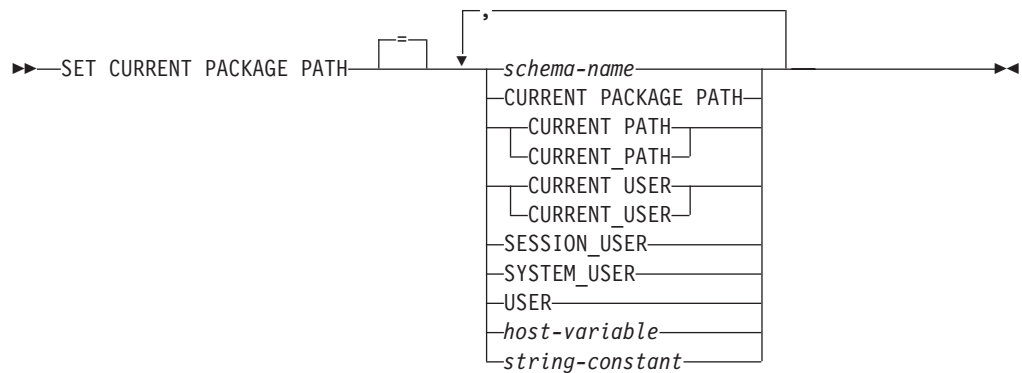 ,
=
SET CURRENT PACKAGE PATH
schema-name
CURRENT PACKAGE PATH
CURRENT PATH
CURRENT_PATH
CURRENT USER
CURRENT_USER
SESSION_USER
SYSTEM_USER
USER
host-variable
string-constant